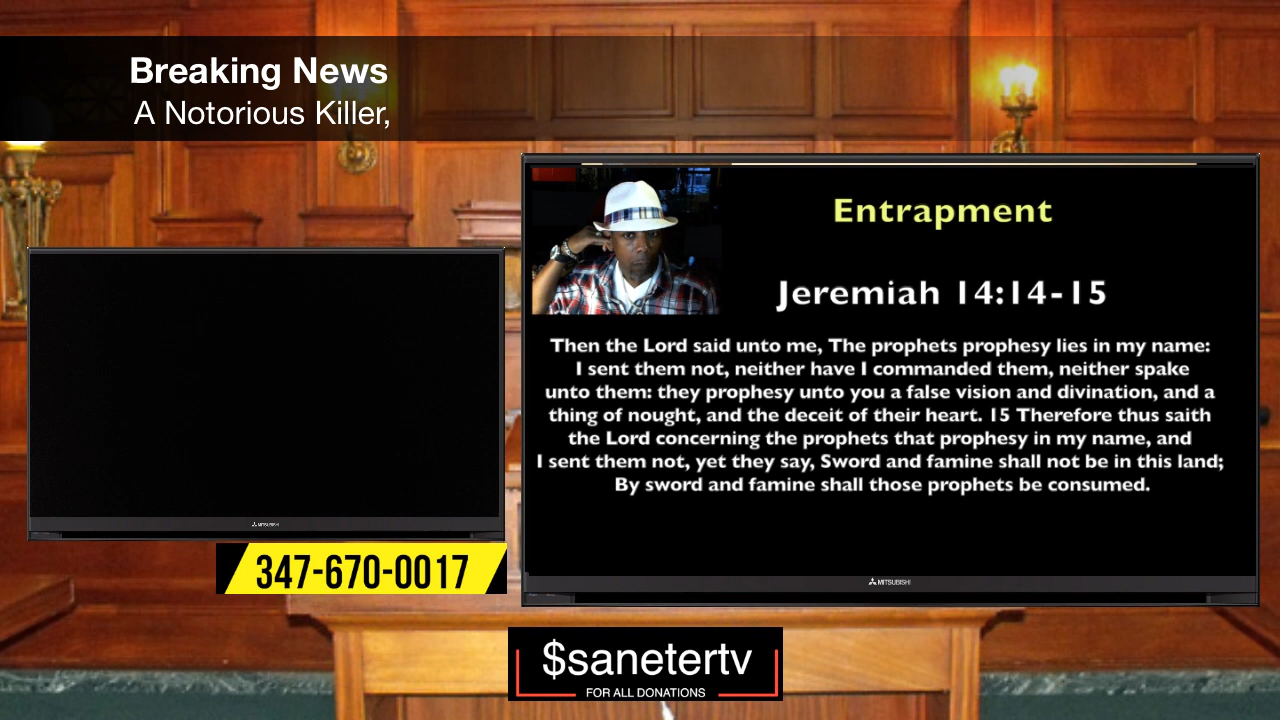 Breaking News
A Notorious Killer,
Entrapment
Jeremiah 14:14-15
Then the Lord said unto me, The prophets prophesy lies in my name:
I sent them not, neither have I commanded them, neither spake
unto them: they prophesy unto you a false vision and divination, and a
thing of nought, and the deceit of their heart. 15 Therefore thus saith
the Lord concerning the prophets that prophesy in my name, and
I sent them not, yet they say, Sword and famine shall not be in this land;
By sword and famine shall those prophets be consumed.
MITSUBISHI
MITSUBISHI
347-670-0017
$sanetertv
FOR ALL DONATIONS